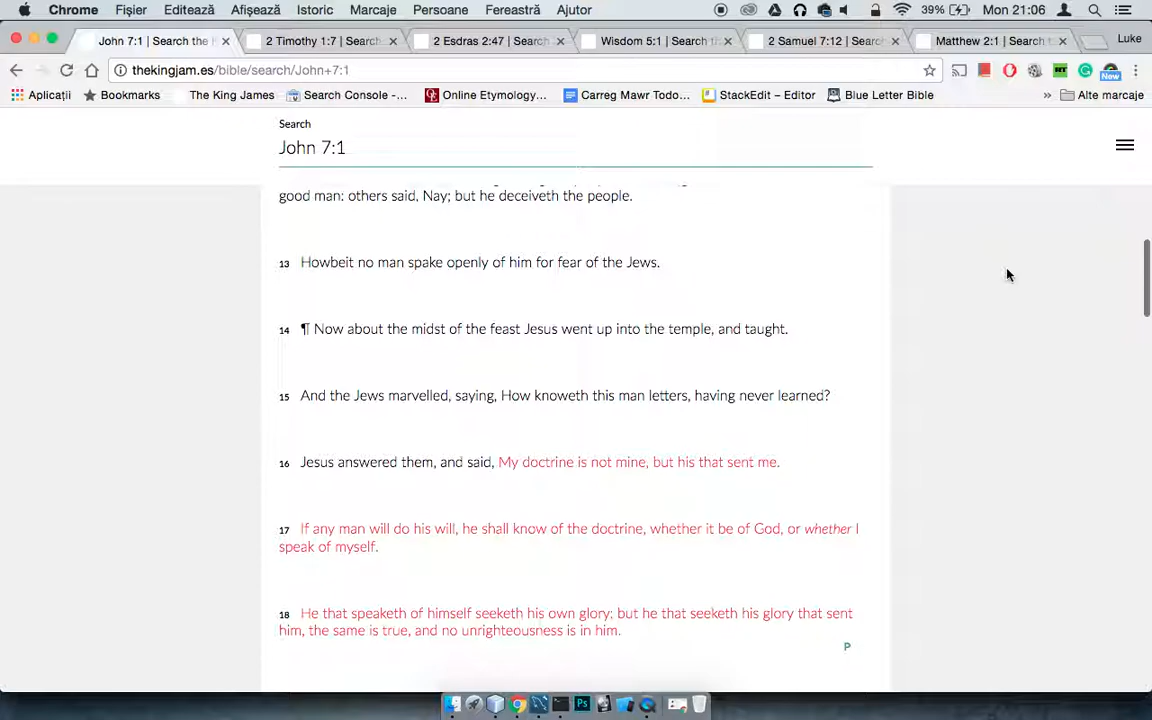 Chrome Fișier Editează Afișează Istoric Marcaje Persoane Fereastră Ajutor 39% Mon 21:06
John 7:1 | Search the 2 Timothy 1:7 | Search 2 Esdras 2:47 | Search Wisdom 5:1 | Search th 2 Samuel 7:12 | Search Matthew 2:1 | Search t Luke
thekingjam.es/bible/search/John+7:1
New
Aplicații Bookmarks The King James Search Console -... Online Etymology... Carreg Mawr Todo... StackEdit – Editor Blue Letter Bible » Alte marcaje
Search
John 7:1
good man: others said, Nay; but he deceiveth the people.
13 Howbeit no man spake openly of him for fear of the Jews.
14 ¶ Now about the midst of the feast Jesus went up into the temple, and taught.
15 And the Jews marvelled, saying, How knoweth this man letters, having never learned?
16 Jesus answered them, and said, My doctrine is not mine, but his that sent me.
17 If any man will do his will, he shall know of the doctrine, whether it be of God, or whether I
speak of myself.
18 He that speaketh of himself seeketh his own glory: but he that seeketh his glory that sent
him, the same is true, and no unrighteousness is in him.
P
Ps